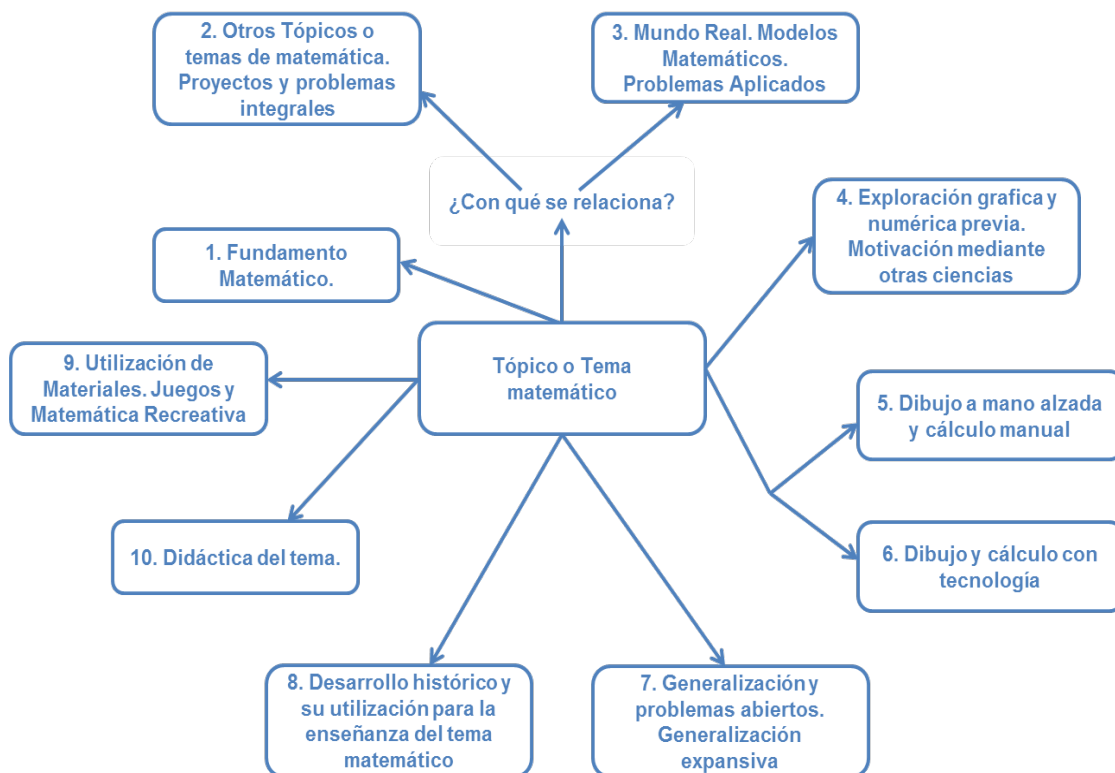 2. Otros Tópicos o
temas de matemática.
Proyectos y problemas
integrales
3. Mundo Real. Modelos
Matemáticos.
Problemas Aplicados
¿Con qué se relaciona?
4. Exploración grafica y
numérica previa.
Motivación mediante
otras ciencias
1. Fundamento
Matemático.
Tópico o Tema
matemático
9. Utilización de
Materiales. Juegos y
Matemática Recreativa
5. Dibujo a mano alzada
y cálculo manual
10. Didáctica del tema.
6. Dibujo y cálculo con
tecnología
8. Desarrollo histórico y
su utilización para la
enseñanza del tema
matemático
7. Generalización y
problemas abiertos.
Generalización
expansiva